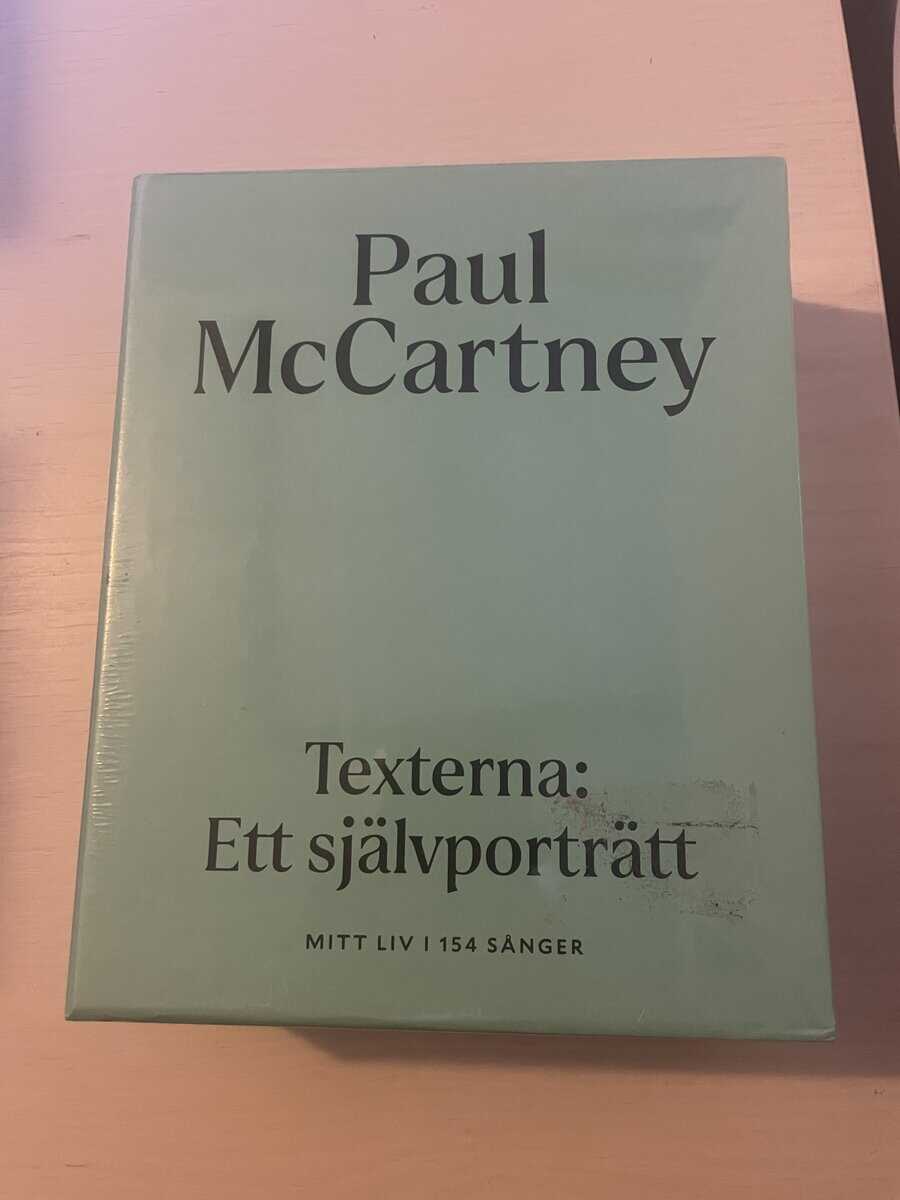 Paul
McCartney
Texterna:
Ett självporträtt
MITT LIV I 154 SÅNGER